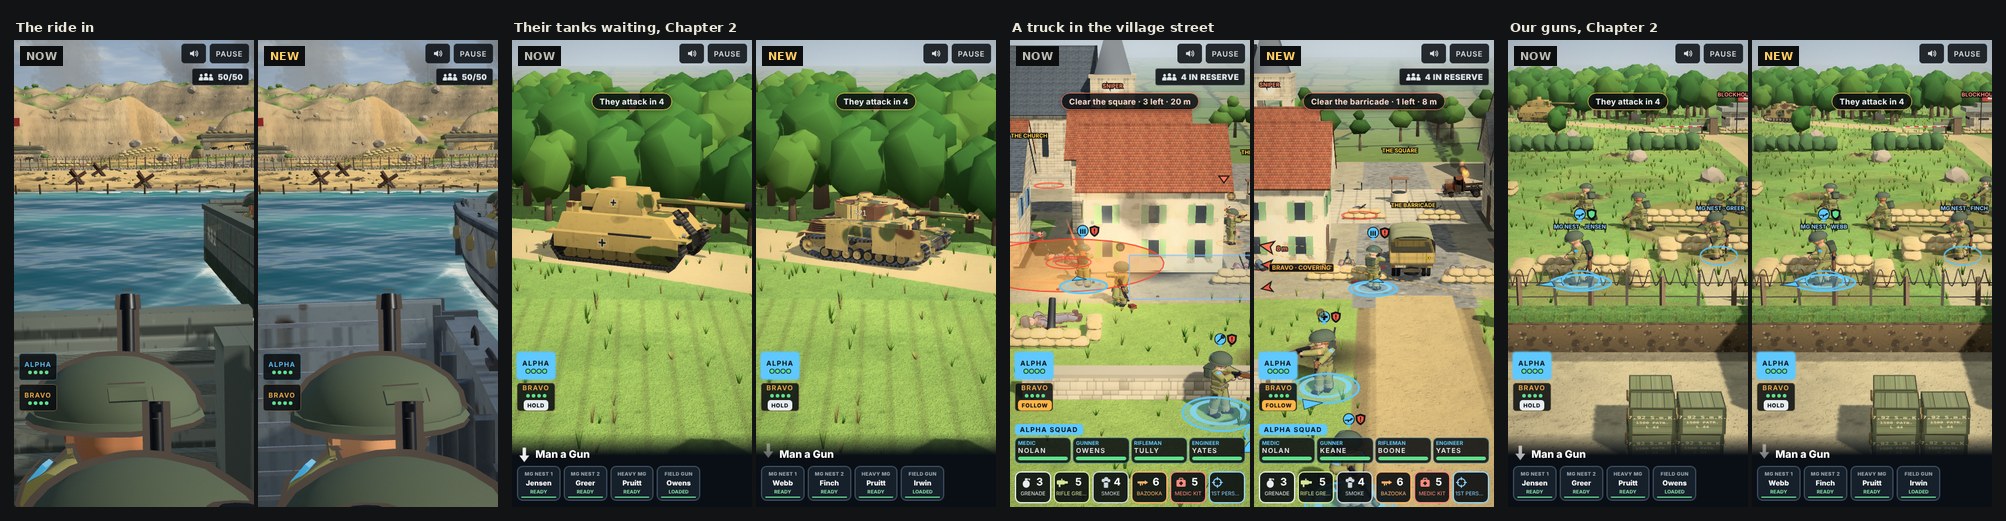 The ride in
NOW
PAUSE
50/50
ALPHA
BRAVO
NEW
PAUSE
50/50
ALPHA
BRAVO
Their tanks waiting, Chapter 2
NOW
PAUSE
They attack in 4
ALPHA
BRAVO
HOLD
Man a Gun
MG NEST 1
Jensen
READY
MG NEST 2
Greer
READY
HEAVY MG
Pruitt
READY
FIELD GUN
Owens
LOADED
NEW
PAUSE
They attack in 4
ALPHA
BRAVO
HOLD
Man a Gun
MG NEST 1
Webb
READY
MG NEST 2
Finch
READY
HEAVY MG
Pruitt
READY
FIELD GUN
Irwin
LOADED
A truck in the village street
NOW
PAUSE
4 IN RESERVE
SNIPER
Clear the square · 3 left · 20 m
THE CHURCH
ALPHA
BRAVO
FOLLOW
ALPHA SQUAD
MEDIC
NOLAN
GUNNER
OWENS
RIFLEMAN
TULLY
ENGINEER
YATES
3
GRENADE
5
RIFLE GRE...
4
SMOKE
6
BAZOOKA
5
MEDIC KIT
1ST PERS...
NEW
PAUSE
4 IN RESERVE
SNIPER
Clear the barricade · 1 left · 8 m
THE SQUARE
THE BARRICADE
BRAVO · COVERING
ALPHA
BRAVO
FOLLOW
ALPHA SQUAD
MEDIC
NOLAN
GUNNER
KEANE
RIFLEMAN
BOONE
ENGINEER
YATES
3
GRENADE
5
RIFLE GRE...
4
SMOKE
6
BAZOOKA
5
MEDIC KIT
1ST PERS...
Our guns, Chapter 2
NOW
PAUSE
They attack in 4
MG NEST · GREER
MG NEST · JENSEN
ALPHA
BRAVO
HOLD
Man a Gun
MG NEST 1
Jensen
READY
MG NEST 2
Greer
READY
HEAVY MG
Pruitt
READY
FIELD GUN
Owens
LOADED
NEW
PAUSE
They attack in 4
MG NEST · FINCH
MG NEST · WEBB
ALPHA
BRAVO
HOLD
Man a Gun
MG NEST 1
Webb
READY
MG NEST 2
Finch
READY
HEAVY MG
Pruitt
READY
FIELD GUN
Irwin
LOADED